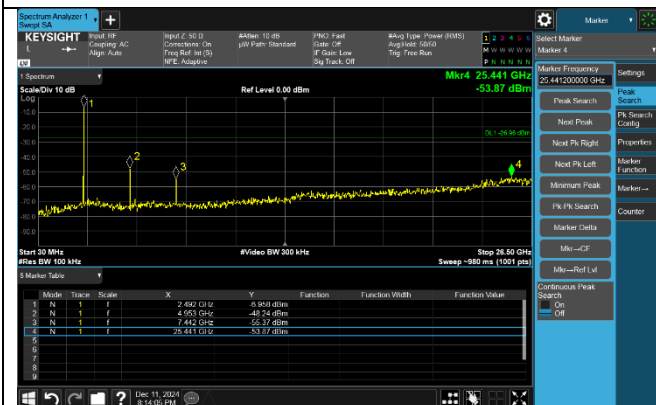 Spectrum Analyzer 1
Swept SA
+
Marker
KEYSIGHT
Input: RF
Input Z: 50 Ω
#Atten: 10 dB
PNO: Fast
#Avg Type: Power (RMS)
1 2 3 4 5 6
Select Marker
L
Coupling: AC
Corrections: On
µW Path: Standard
Gate: Off
Avg|Hold: 50/50
M W W W W W
Marker 4
Align: Auto
Freq Ref: Int (S)
IF Gain: Low
Trig: Free Run
NFE: Adaptive
Sig Track: Off
P N N N N N
1 Spectrum
Mkr4 25.441 GHz
Marker Frequency
25.441200000 GHz
Settings
Scale/Div 10 dB
Ref Level 0.00 dBm
-53.87 dBm
Log
Peak Search
Peak
Search
-10.0
1
Next Peak
Pk Search
Config
DL1 -26.96 dBm
Next Pk Right
Properties
-40.0
2
3
4
Next Pk Left
Marker
Function
-60.0
Minimum Peak
Marker→
-70.0
Pk-Pk Search
Counter
-80.0
Marker Delta
-90.0
Mkr→CF
Start 30 MHz
#Video BW 300 kHz
Stop 26.50 GHz
#Res BW 100 kHz
Sweep ~980 ms (1001 pts)
Mkr→Ref Lvl
5 Marker Table
Continuous Peak
Search
On
Off
Mode Trace Scale X Y Function Function Width Function Value
1 N 1 f 2.492 GHz -6.958 dBm
2 N 1 f 4.953 GHz -48.24 dBm
3 N 1 f 7.442 GHz -55.37 dBm
4 N 1 f 25.441 GHz -53.87 dBm
5
6
7
8
9
?
Dec 11, 2024
8:14:05 PM